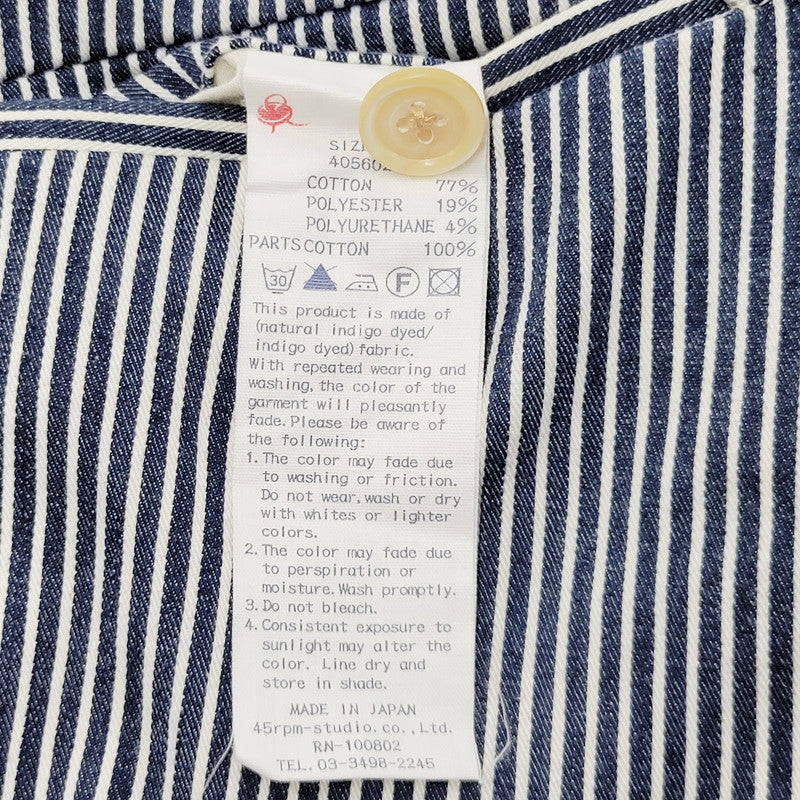 405602
COTTON 77%
POLYESTER 19%
POLYURETHANE 4%
PARTS COTTON 100%
30 F
This product is made of
(natural indigo dyed/
indigo dyed) fabric.
With repeated wearing and
washing, the color of the
garment will pleasantly
fade. Please be aware of
the following:
1. The color may fade due
to washing or friction.
Do not wear, wash or dry
with whites or lighter
colors.
2. The color may fade due
to perspiration or
moisture. Wash promptly.
3. Do not bleach.
4. Consistent exposure to
sunlight may alter the
color. Line dry and
store in shade.
MADE IN JAPAN
45rpm-studio.co.,Ltd.
RN-100802
TEL. 03-3498-2245